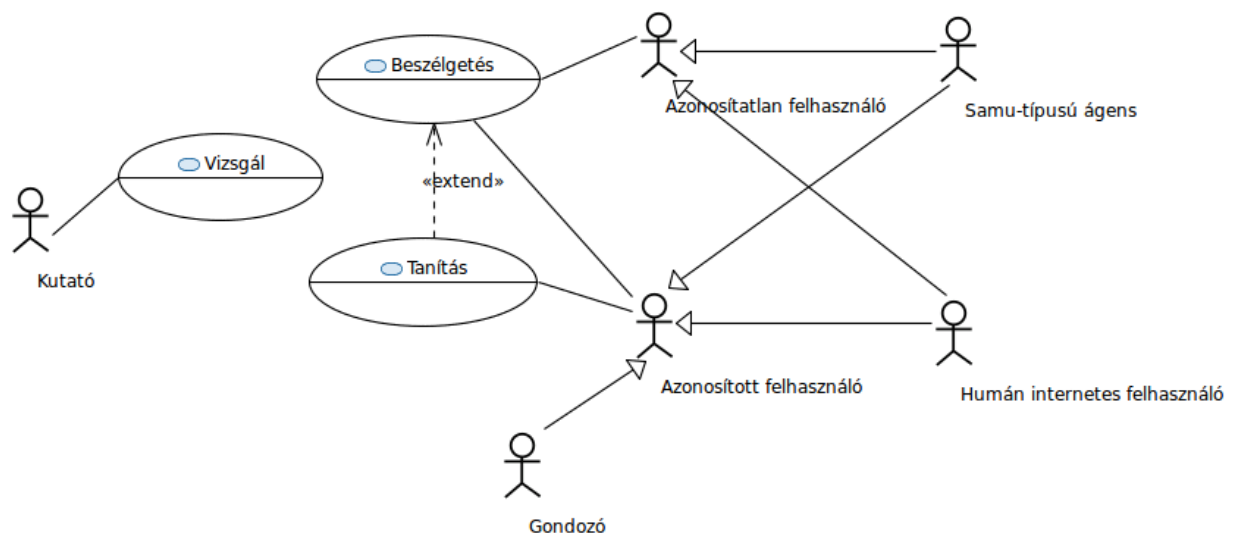 Beszélgetés
Azonosítatlan felhasználó
Samu-típusú ágens
Vizsgál
«extend»
Tanítás
Kutató
Azonosított felhasználó
Humán internetes felhasználó
Gondozó